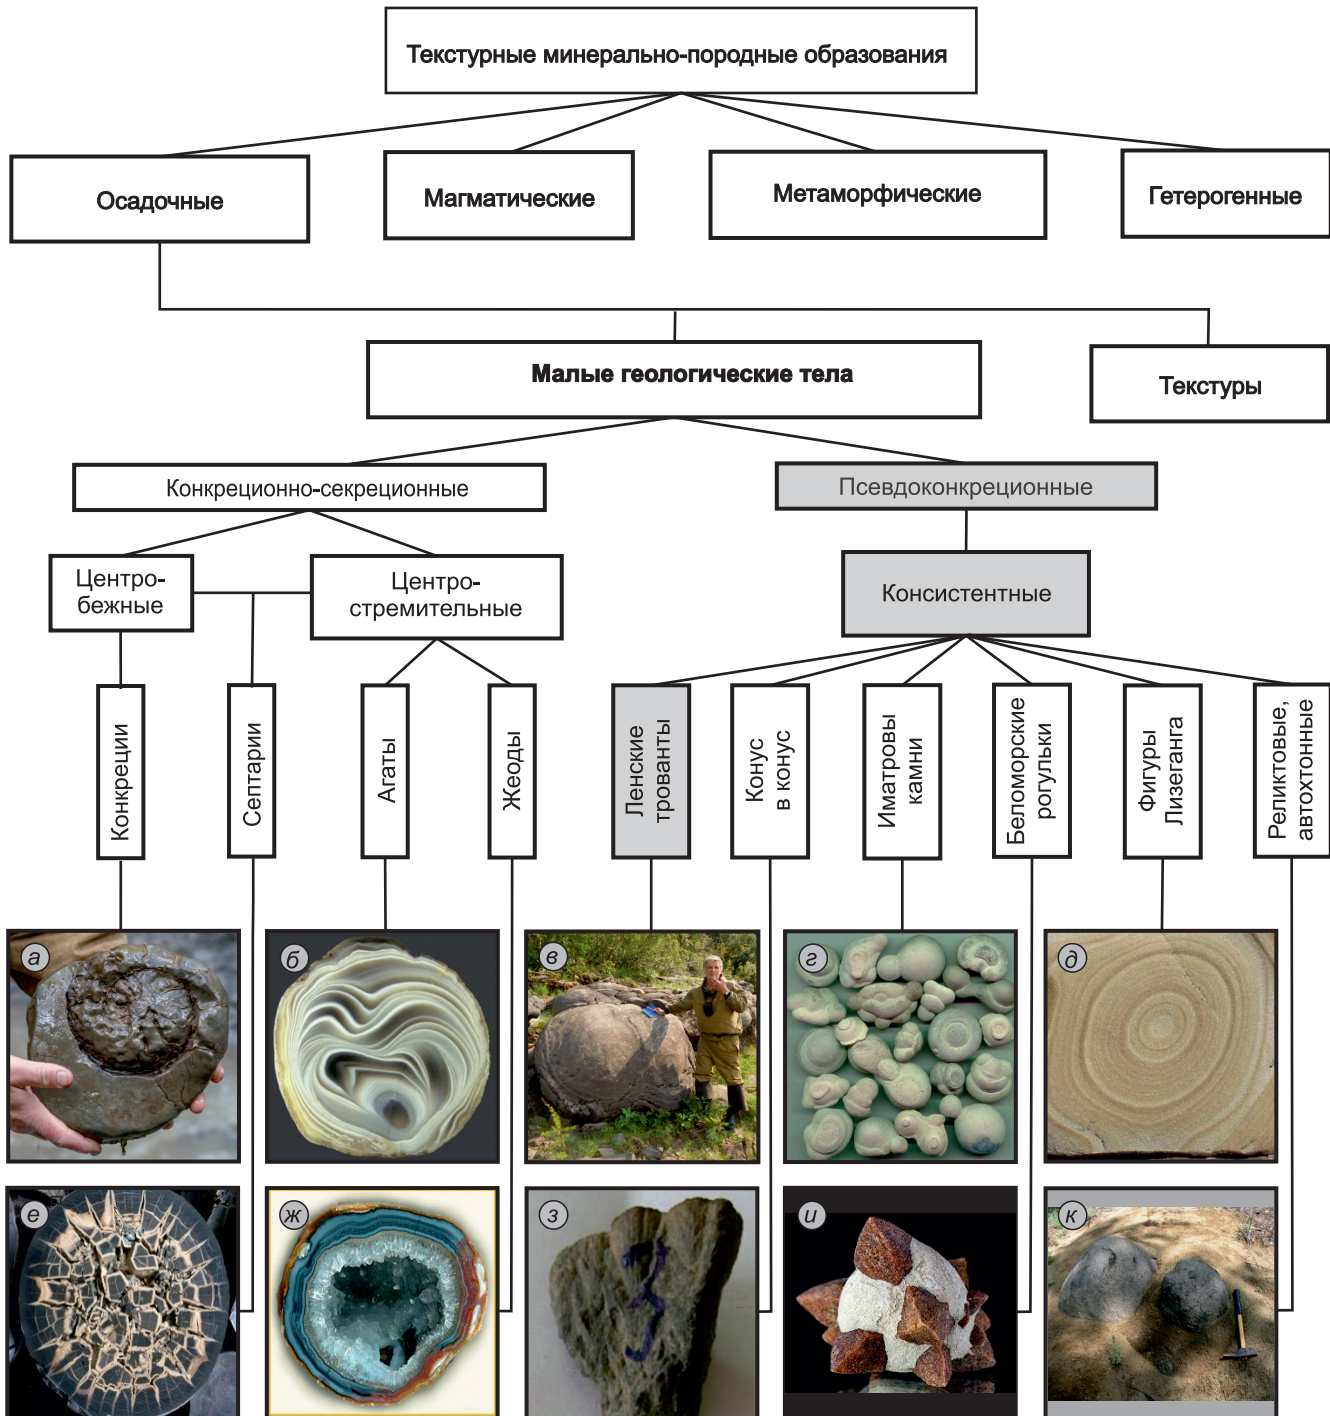 Текстурные минерально-породные образования
Осадочные
Магматические
Метаморфические
Гетерогенные
Малые геологические тела
Текстуры
Конкреционно-секреционные
Псевдоконкреционные
Центро-
бежные
Центро-
стремительные
Консистентные
Конкреции
Септарии
Агаты
Жеоды
Ленские
трованты
Конус
в конус
Иматровы
камни
Беломорские
рогульки
Фигуры
Лизеганга
Реликтовые,
автохтонные
а
б
в
г
д
е
ж
з
и
к